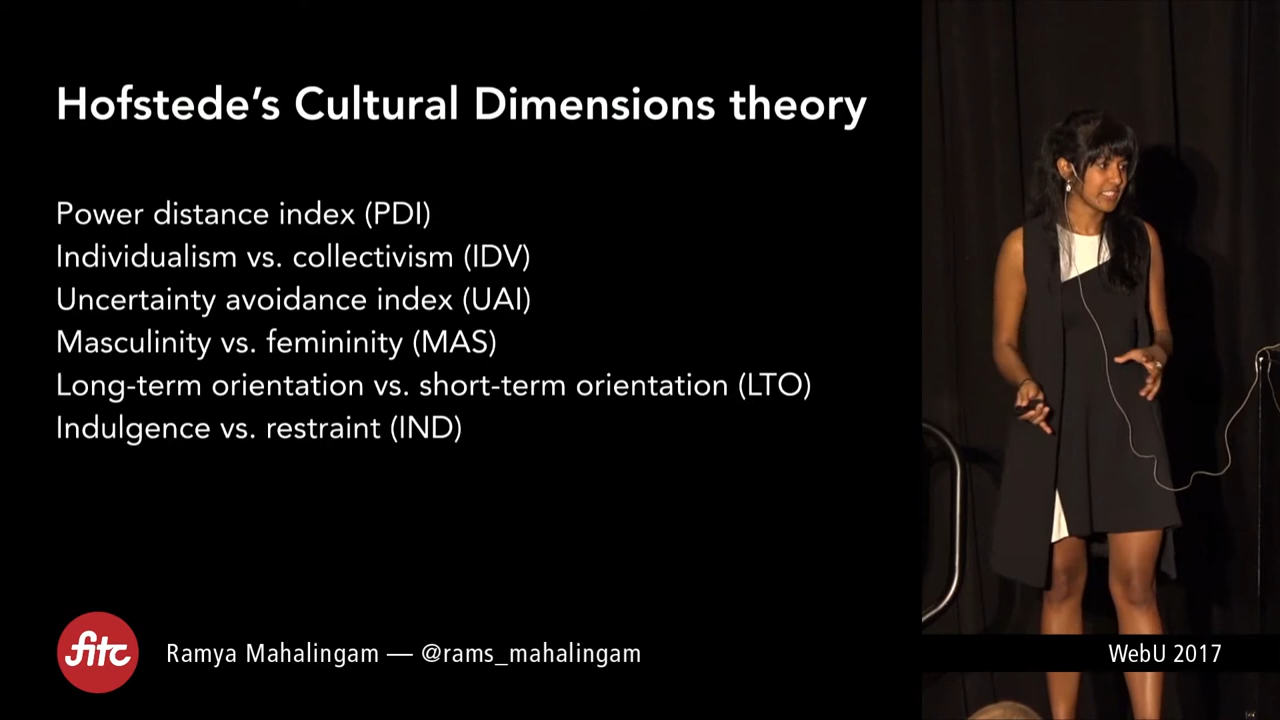 Hofstede’s Cultural Dimensions theory
Power distance index (PDI)
Individualism vs. collectivism (IDV)
Uncertainty avoidance index (UAI)
Masculinity vs. femininity (MAS)
Long-term orientation vs. short-term orientation (LTO)
Indulgence vs. restraint (IND)
fitc
Ramya Mahalingam — @rams_mahalingam
WebU 2017